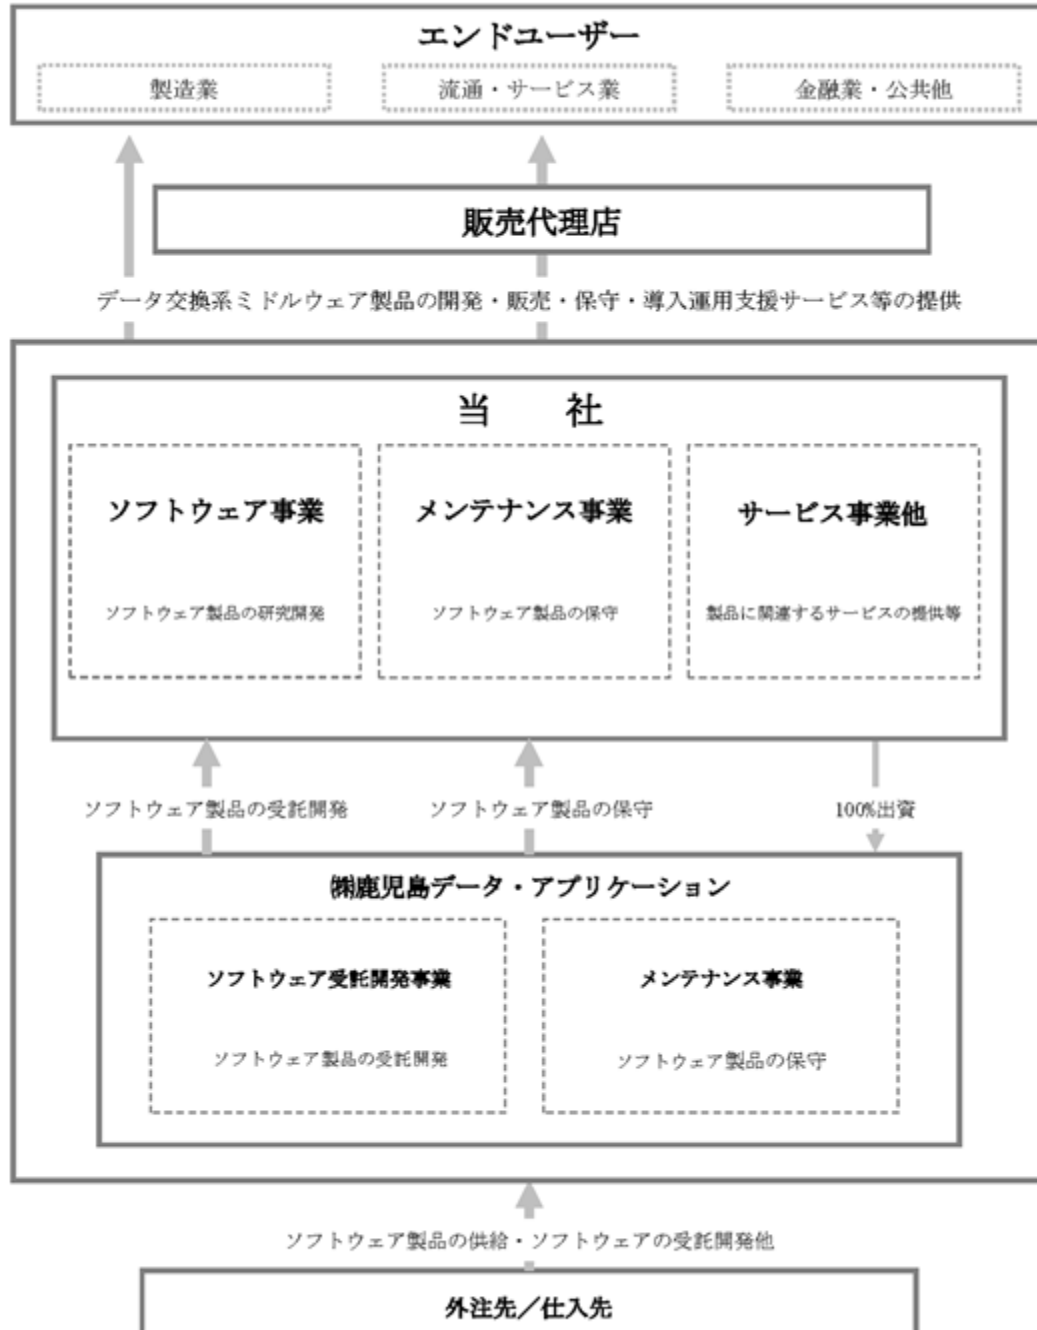 エンドユーザー
製造業
流通・サービス業
金融業・公共他
販売代理店
データ交換系ミドルウェア製品の開発・販売・保守・導入運用支援サービス等の提供
当　　社
ソフトウェア事業
メンテナンス事業
サービス事業他
ソフトウェア製品の研究開発
ソフトウェア製品の保守
製品に関連するサービスの提供等
ソフトウェア製品の受託開発
ソフトウェア製品の保守
100%出資
㈱鹿児島データ・アプリケーション
ソフトウェア受託開発事業
メンテナンス事業
ソフトウェア製品の受託開発
ソフトウェア製品の保守
ソフトウェア製品の供給・ソフトウェアの受託開発他
外注先／仕入先